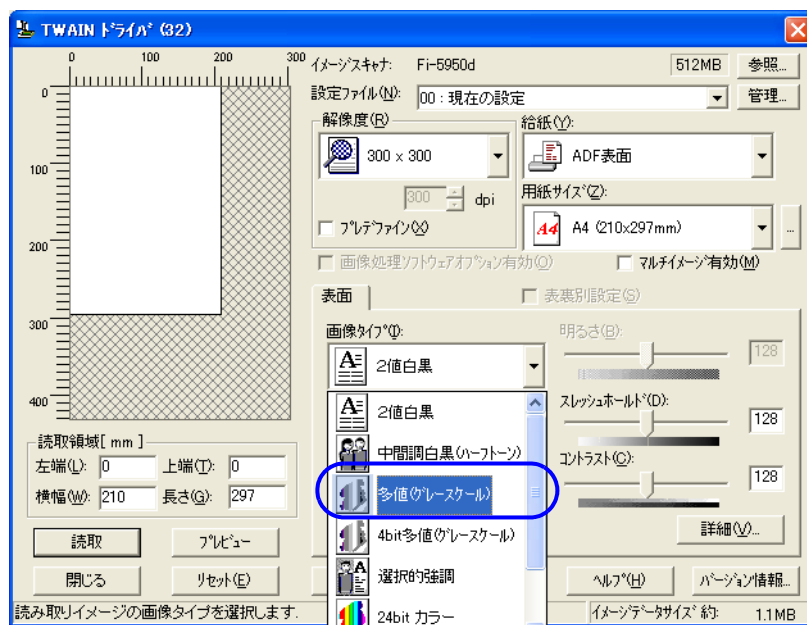 TWAIN ﾄﾞﾗｲﾊﾞ (32)
0 100 200 300
0
100
200
300
400
ｲﾒｰｼﾞｽｷｬﾅ: Fi-5950d 512MB 参照...
設定ﾌｧｲﾙ(N): 00 : 現在の設定 管理...
解像度(R)
300 × 300
300 dpi
ﾌﾟﾚﾃﾞﾌｧｲﾝ(X)
給紙(Y):
ADF表面
用紙ｻｲｽﾞ(Z):
A4 A4 (210x297mm) ...
画像処理ｿﾌﾄｳｪｱｵﾌﾟｼｮﾝ有効(O) ﾏﾙﾁｲﾒｰｼﾞ有効(M)
表面 表裏別設定(S)
画像ﾀｲﾌﾟ(I):
2値白黒
2値白黒
中間調白黒(ﾊｰﾌﾄｰﾝ)
多値(ｸﾞﾚｰｽｹｰﾙ)
4bit多値(ｸﾞﾚｰｽｹｰﾙ)
選択的強調
24bit カラー
明るさ(B):
128
ｽﾚｯｼｭﾎｰﾙﾄﾞ(D):
128
ｺﾝﾄﾗｽﾄ(C):
128
詳細(V)...
読取領域[ mm ]
左端(L): 0 上端(T): 0
横幅(W): 210 長さ(G): 297
読取 ﾌﾟﾚﾋﾞｭｰ
閉じる ﾘｾｯﾄ(E) ﾍﾙﾌﾟ(H) ﾊﾞｰｼﾞｮﾝ情報...
読み取りイメージの画像タイプを選択します. ｲﾒｰｼﾞﾃﾞｰﾀｻｲｽﾞ 約: 1.1MB